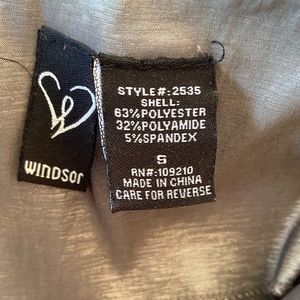 WINDSOR
STYLE#:2535
SHELL:
63%POLYESTER
32%POLYAMIDE
5%SPANDEX
S
RN#:109210
MADE IN CHINA
CARE FOR REVERSE